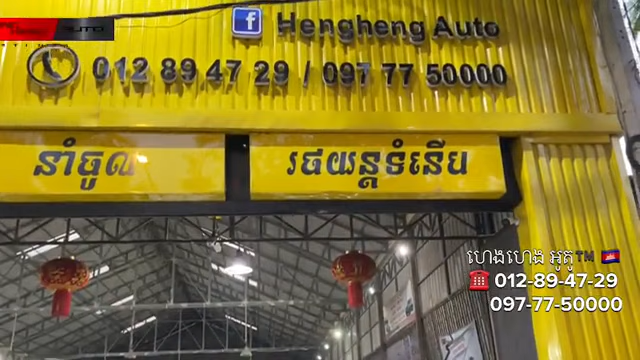 Hengheng Auto
012 89 47 29 / 097 77 50000
នាំចូល
រថយន្តទំនើប
ហេងហេង អូតូ™
012-89-47-29
097-77-50000